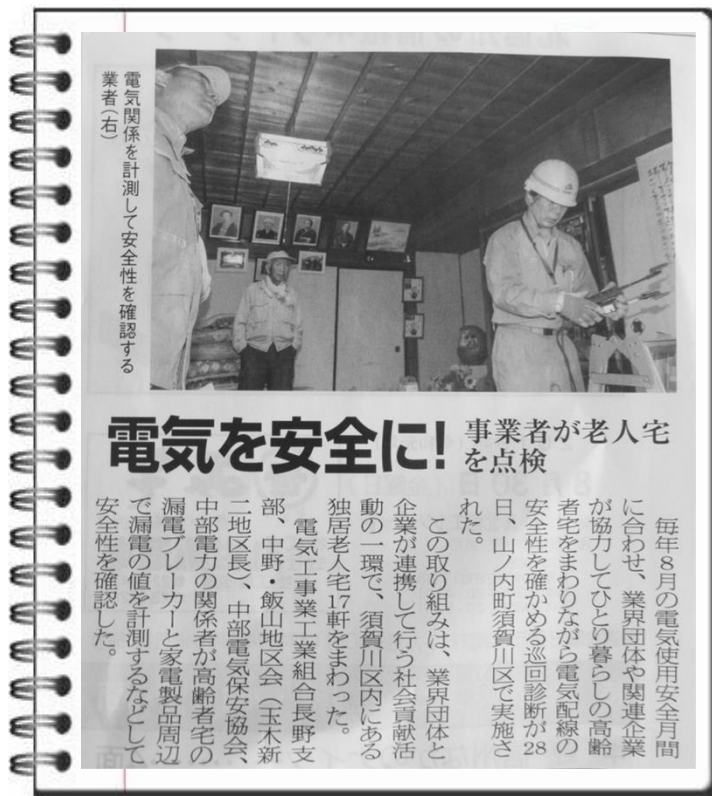 電気関係を計測して安全性を確認する
業者(右)
電気を安全に!
事業者が老人宅
を点検
毎年8月の電気使用安全月間
に合わせ、業界団体や関連企業
が協力してひとり暮らしの高齢
者宅をまわりながら電気配線の
安全性を確かめる巡回診断が28
日、山ノ内町須賀川区で実施さ
れた。
この取り組みは、業界団体と
企業が連携して行う社会貢献活
動の一環で、須賀川区内にある
独居老人宅17軒をまわった。
電気工事業工業組合長野支
部、中野・飯山地区会(玉木新
二地区長)、中部電気保安協会、
中部電力の関係者が高齢者宅の
漏電ブレーカーと家電製品周辺
で漏電の値を計測するなどして
安全性を確認した。